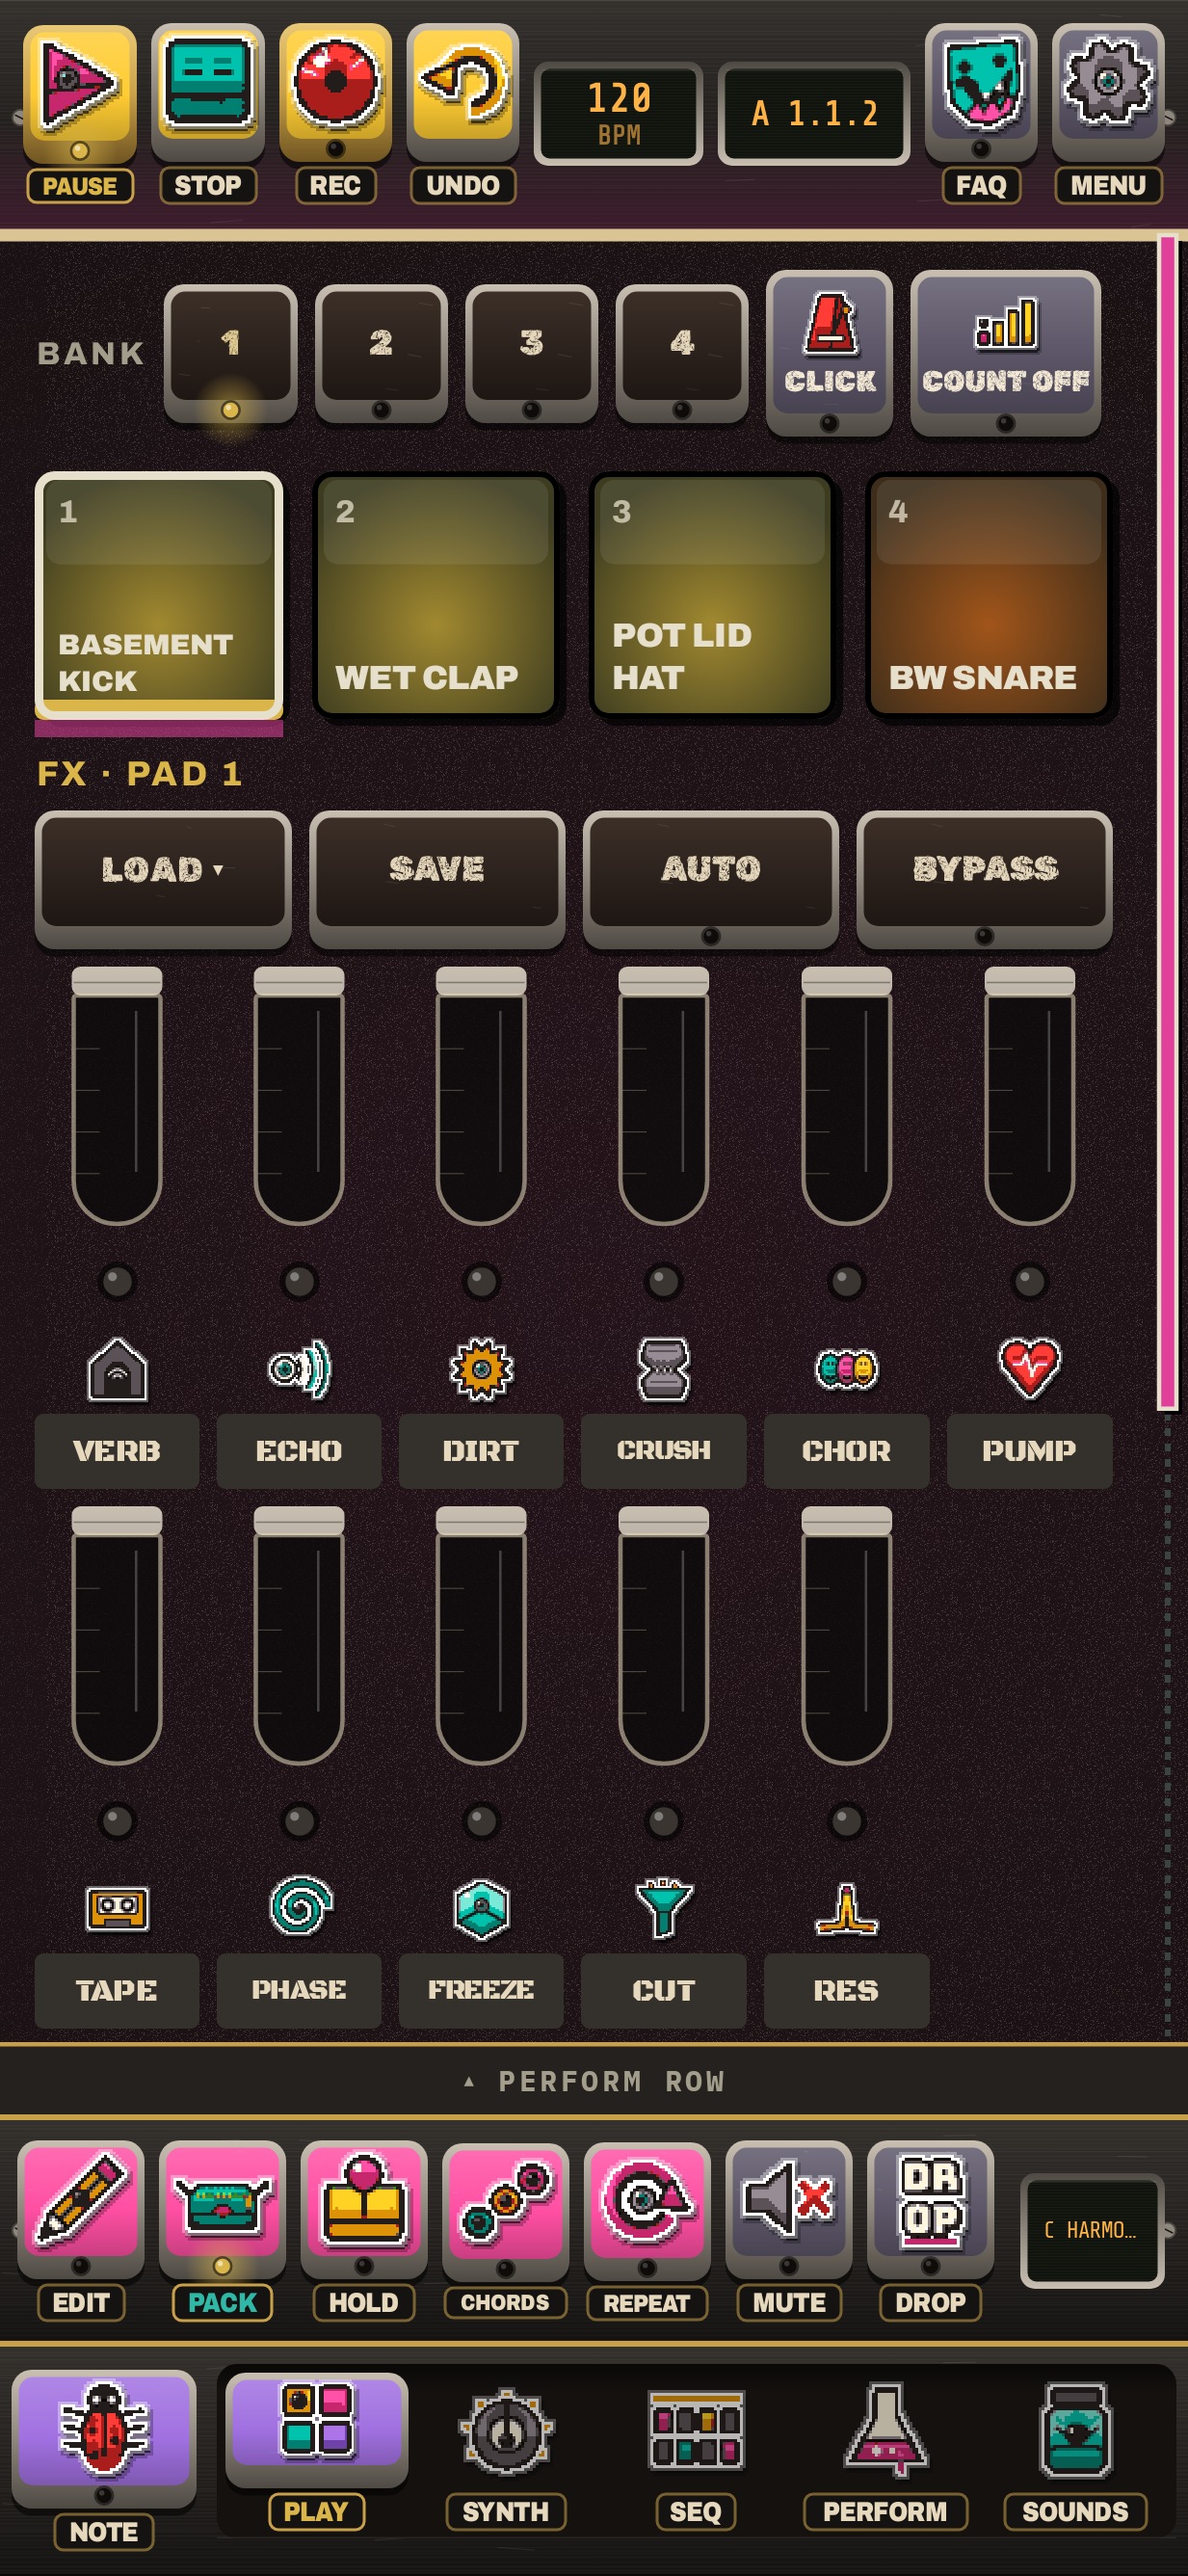 PAUSE STOP REC UNDO 120 BPM A 1.1.2 FAQ MENU
BANK 1 2 3 4 CLICK COUNT OFF
1 2 3 4
BASEMENT KICK WET CLAP POT LID HAT BW SNARE
FX · PAD 1
LOAD ▾ SAVE AUTO BYPASS
VERB ECHO DIRT CRUSH CHOR PUMP
TAPE PHASE FREEZE CUT RES
▴ PERFORM ROW
DR
OP
C HARMO…
EDIT PACK HOLD CHORDS REPEAT MUTE DROP
NOTE PLAY SYNTH SEQ PERFORM SOUNDS